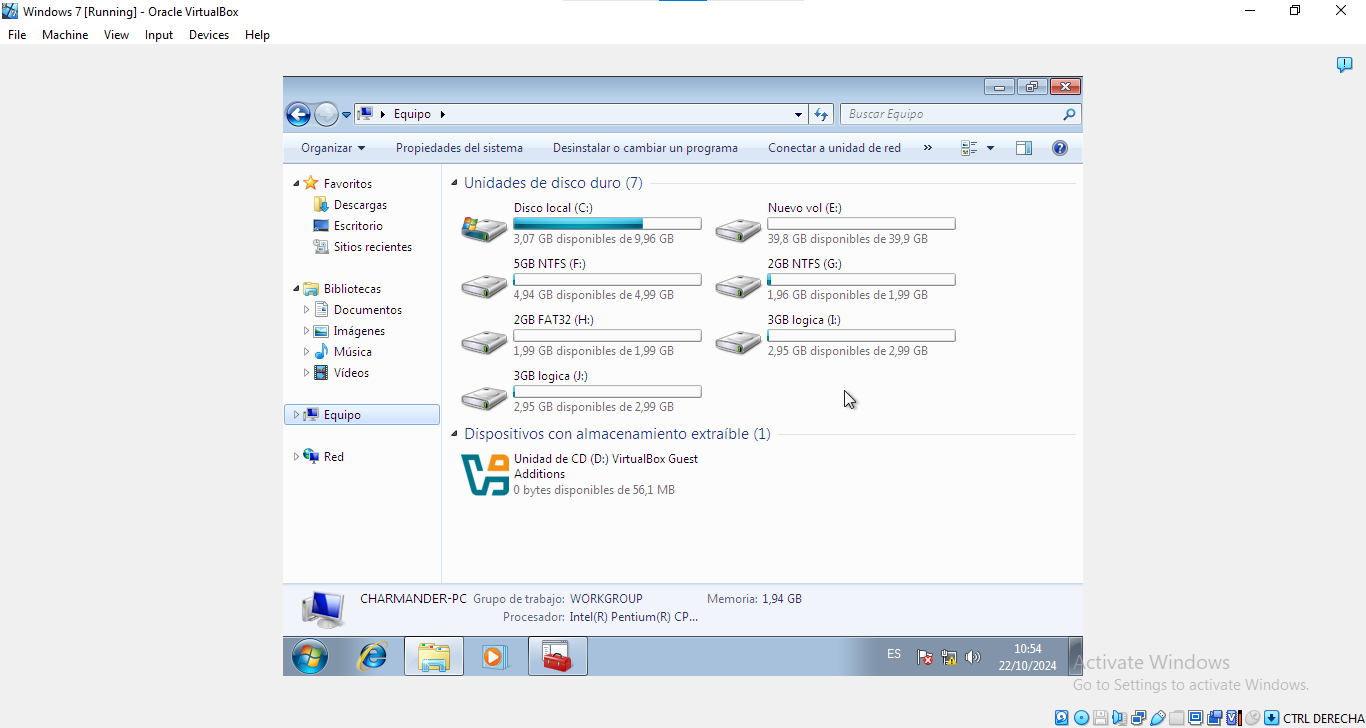 Windows 7 [Running] - Oracle VirtualBox
File Machine View Input Devices Help
Equipo
Buscar Equipo
Organizar Propiedades del sistema Desinstalar o cambiar un programa Conectar a unidad de red »
Favoritos
Descargas
Escritorio
Sitios recientes
Bibliotecas
Documentos
Imágenes
Música
Vídeos
Equipo
Red
Unidades de disco duro (7)
Disco local (C:)
3,07 GB disponibles de 9,96 GB
Nuevo vol (E:)
39,8 GB disponibles de 39,9 GB
5GB NTFS (F:)
4,94 GB disponibles de 4,99 GB
2GB NTFS (G:)
1,96 GB disponibles de 1,99 GB
2GB FAT32 (H:)
1,99 GB disponibles de 1,99 GB
3GB logica (I:)
2,95 GB disponibles de 2,99 GB
3GB logica (J:)
2,95 GB disponibles de 2,99 GB
Dispositivos con almacenamiento extraíble (1)
Unidad de CD (D:) VirtualBox Guest
Additions
0 bytes disponibles de 56,1 MB
CHARMANDER-PC Grupo de trabajo: WORKGROUP Memoria: 1,94 GB
Procesador: Intel(R) Pentium(R) CP...
ES
10:54
22/10/2024
Activate Windows
Go to Settings to activate Windows.
CTRL DERECHA